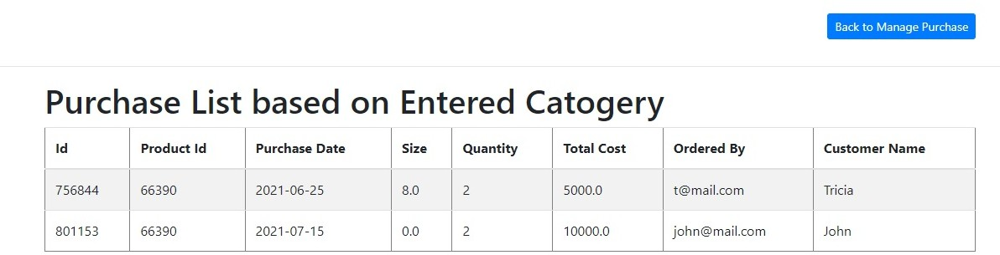 Back to Manage Purchase
Purchase List based on Entered Catogery
Id Product Id Purchase Date Size Quantity Total Cost Ordered By Customer Name
756844 66390 2021-06-25 8.0 2 5000.0 t@mail.com Tricia
801153 66390 2021-07-15 0.0 2 10000.0 john@mail.com John